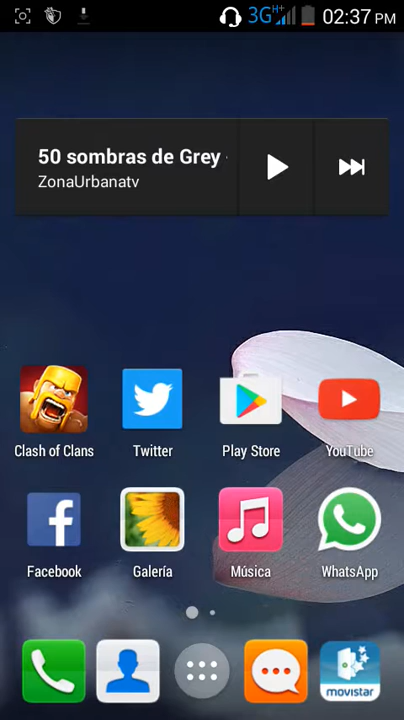 3G H+ 02:37 PM
50 sombras de Grey
ZonaUrbanatv
Clash of Clans
Twitter
Play Store
YouTube
Facebook
Galería
Música
WhatsApp
movistar